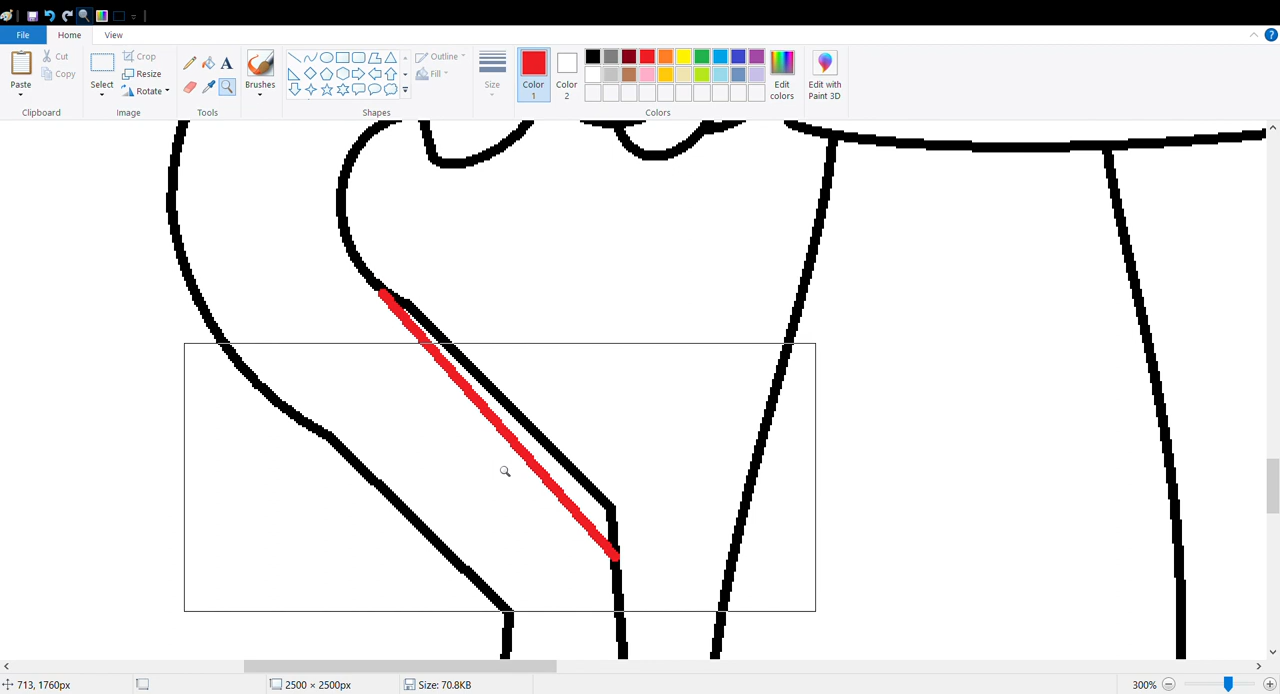 File
Home
View
Paste
Cut
Copy
Clipboard
Select
Crop
Resize
Rotate
Image
A
Tools
Brushes
Outline
Fill
Shapes
Size
Color
1
Color
2
Edit
colors
Colors
Edit with
Paint 3D
?
713, 1760px
2500 × 2500px
Size: 70.8KB
300%